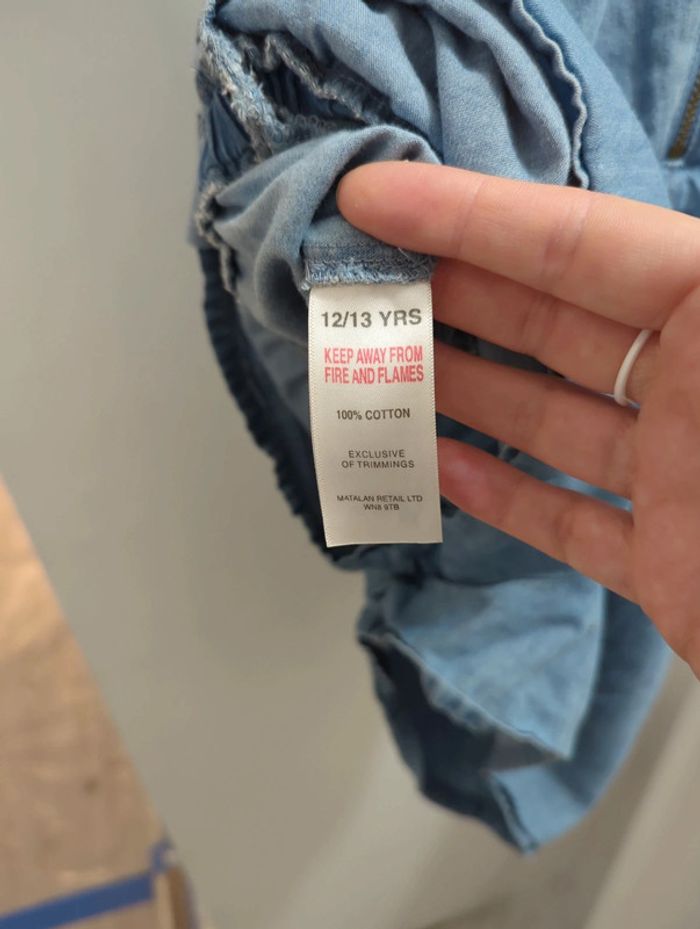 12/13 YRS
KEEP AWAY FROM
FIRE AND FLAMES
100% COTTON
EXCLUSIVE
OF TRIMMINGS
MATALAN RETAIL LTD
WN8 9TB